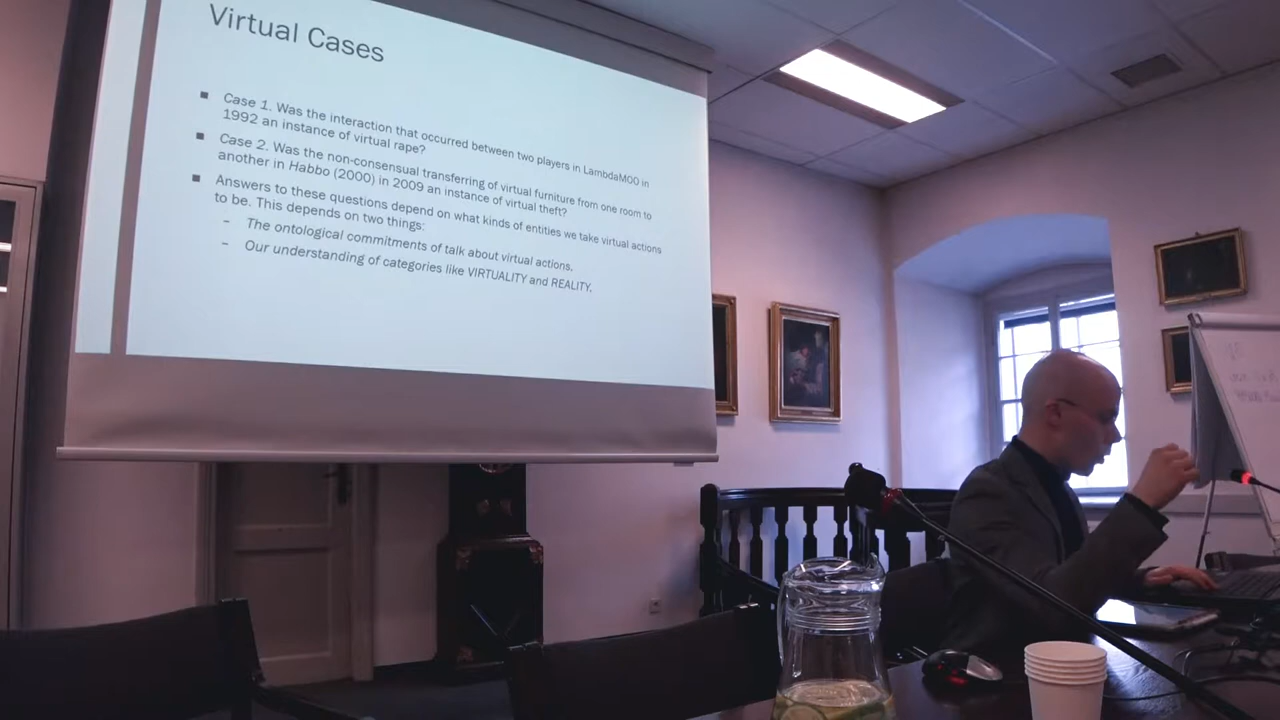 Virtual Cases
Case 1. Was the interaction that occurred between two players in LambdaMOO in
1992 an instance of virtual rape?
Case 2. Was the non-consensual transferring of virtual furniture from one room to
another in Habbo (2000) in 2009 an instance of virtual theft?
Answers to these questions depend on what kinds of entities we take virtual actions
to be. This depends on two things:
– The ontological commitments of talk about virtual actions.
– Our understanding of categories like VIRTUALITY and REALITY.